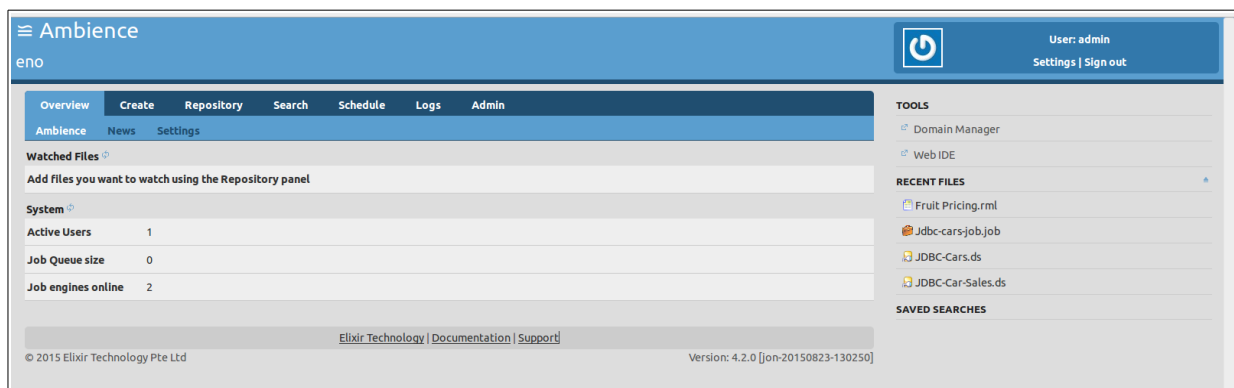 ≌ Ambience
eno
User: admin
Settings | Sign out
Overview Create Repository Search Schedule Logs Admin
Ambience News Settings
Watched Files
Add files you want to watch using the Repository panel
System
Active Users 1
Job Queue size 0
Job engines online 2
Elixir Technology | Documentation | Support
© 2015 Elixir Technology Pte Ltd
Version: 4.2.0 [jon-20150823-130250]
TOOLS
Domain Manager
Web IDE
RECENT FILES
Fruit Pricing.rml
Jdbc-cars-job.job
JDBC-Cars.ds
JDBC-Car-Sales.ds
SAVED SEARCHES